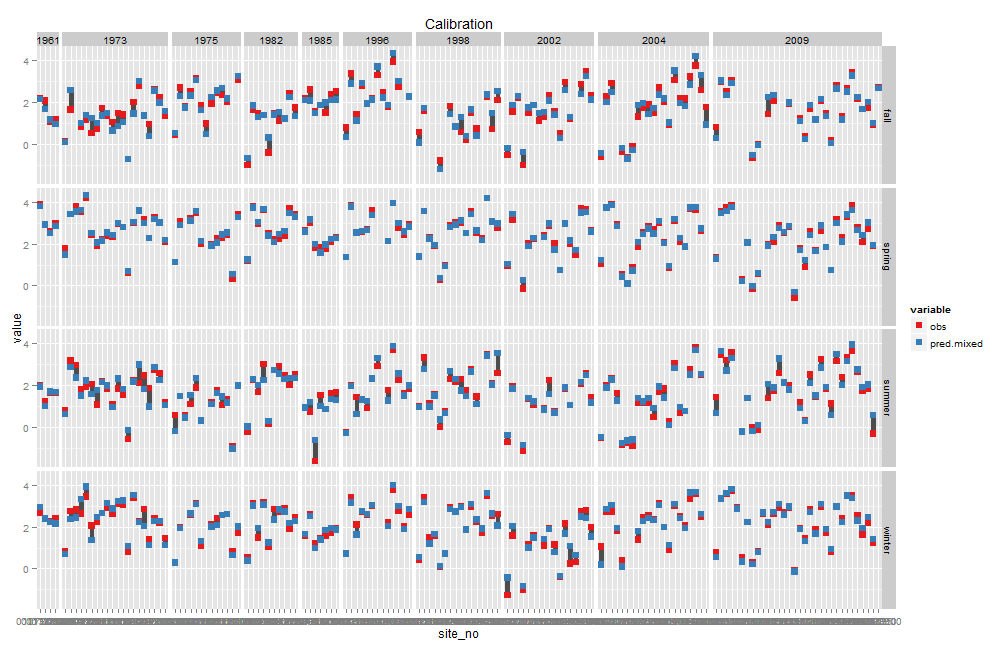 Calibration
1961 1973 1975 1982 1985 1996 1998 2002 2004 2009
4
2
0
fall
4
2
0
spring
4
2
0
summer
4
2
0
winter
value
site_no
variable
obs
pred.mixed